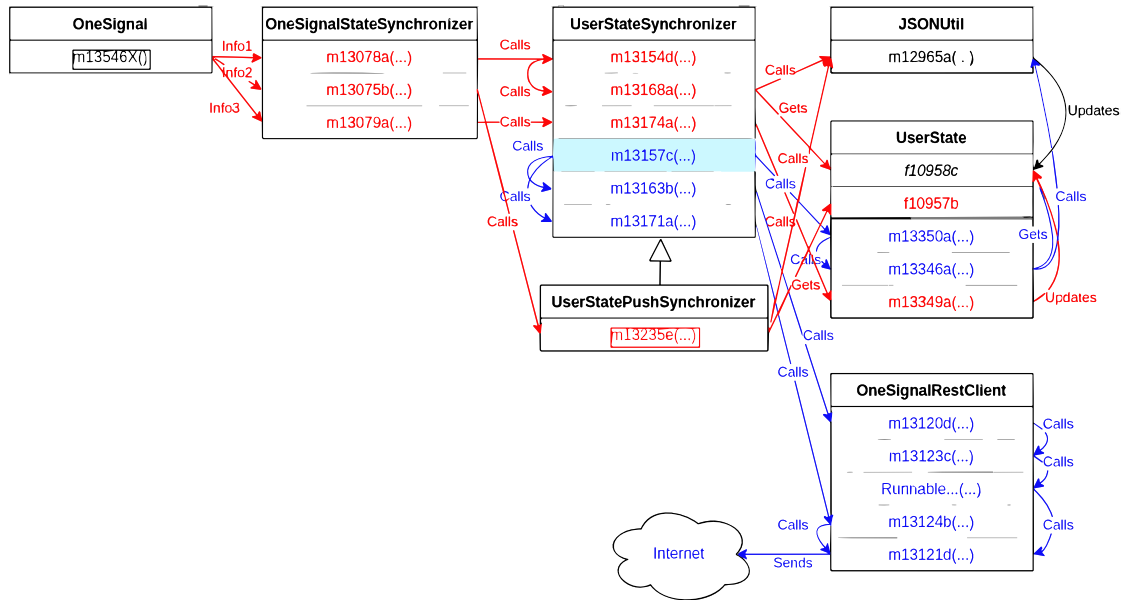 OneSignal
m13546X()
OneSignalStateSynchronizer
m13078a(...)
m13075b(...)
m13079a(...)
Info1
Info2
Info3
UserStateSynchronizer
m13154d(...)
m13168a(...)
m13174a(...)
m13157c(...)
m13163b(...)
m13171a(...)
Calls
Calls
Calls
Calls
Calls
Calls
UserStatePushSynchronizer
m13235e(...)
JSONUtil
m12965a( . )
Calls
Gets
Calls
Calls
Calls
Calls
Gets
Updates
UserState
f10958c
f10957b
m13350a(...)
m13346a(...)
m13349a(...)
Calls
Gets
Updates
Calls
Calls
OneSignalRestClient
m13120d(...)
m13123c(...)
Runnable...(...)
m13124b(...)
m13121d(...)
Calls
Calls
Calls
Calls
Sends
Internet